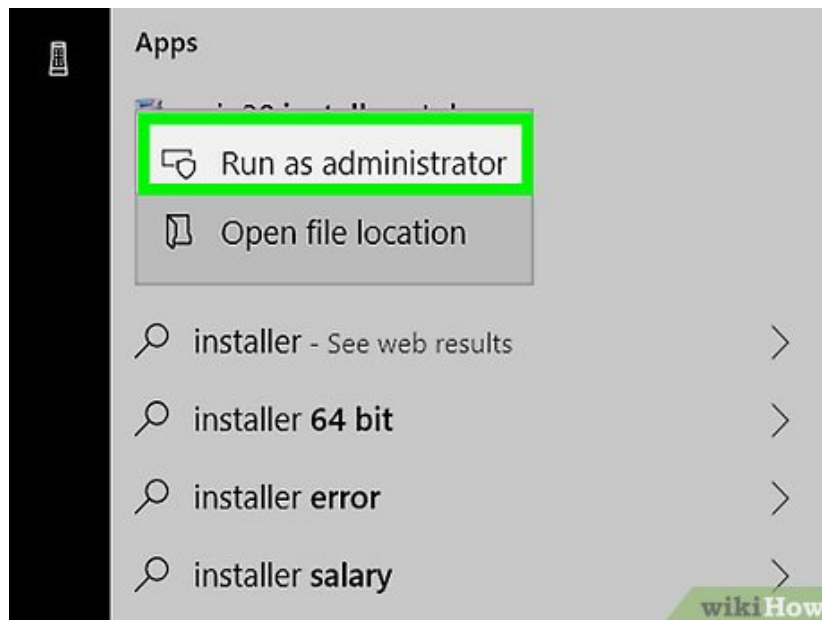 Apps
Run as administrator
Open file location
installer - See web results
installer 64 bit
installer error
installer salary
wikiHow